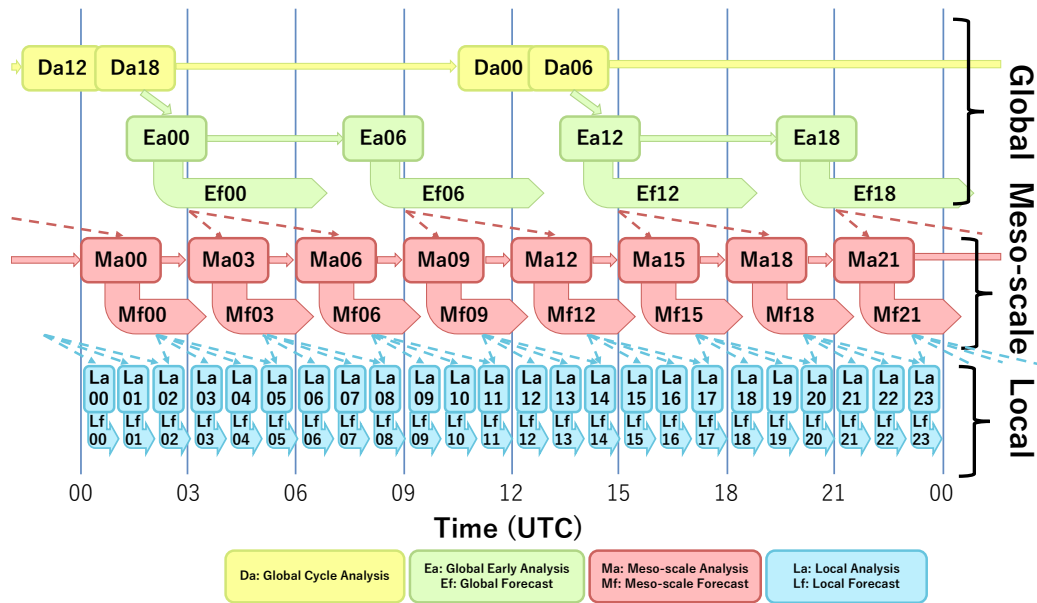 Da12 Da18 Da00 Da06
Ea00 Ea06 Ea12 Ea18
Ef00 Ef06 Ef12 Ef18
Global
Ma00 Ma03 Ma06 Ma09 Ma12 Ma15 Ma18 Ma21
Mf00 Mf03 Mf06 Mf09 Mf12 Mf15 Mf18 Mf21
Meso-scale
La La La La La La La La La La La La La La La La La La La La La La La La
00 01 02 03 04 05 06 07 08 09 10 11 12 13 14 15 16 17 18 19 20 21 22 23
Lf Lf Lf Lf Lf Lf Lf Lf Lf Lf Lf Lf Lf Lf Lf Lf Lf Lf Lf Lf Lf Lf Lf Lf
00 01 02 03 04 05 06 07 08 09 10 11 12 13 14 15 16 17 18 19 20 21 22 23
Local
00 03 06 09 12 15 18 21 00
Time (UTC)
Da: Global Cycle Analysis
Ea: Global Early Analysis
Ef: Global Forecast
Ma: Meso-scale Analysis
Mf: Meso-scale Forecast
La: Local Analysis
Lf: Local Forecast